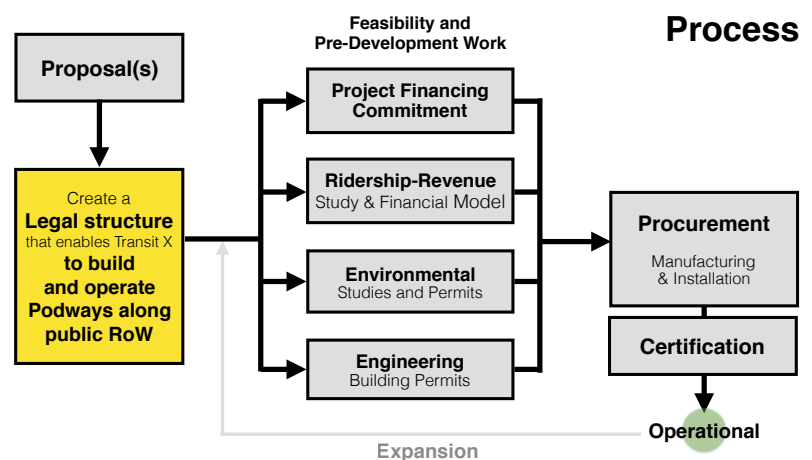 Process
Feasibility and
Pre-Development Work
Proposal(s)
Create a
Legal structure
that enables Transit X
to build
and operate
Podways along
public RoW
Project Financing
Commitment
Ridership-Revenue
Study & Financial Model
Environmental
Studies and Permits
Engineering
Building Permits
Procurement
Manufacturing
& Installation
Certification
Operational
Expansion